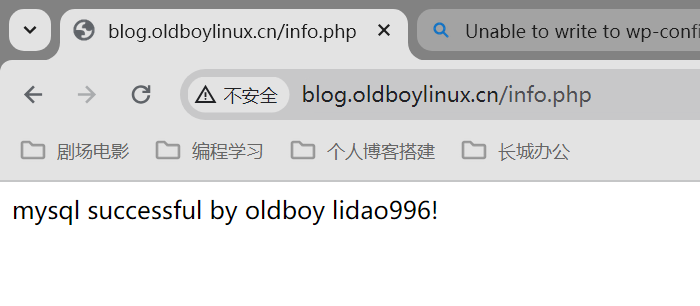 blog.oldboylinux.cn/info.php
Unable to write to wp-confi
不安全
blog.oldboylinux.cn/info.php
剧场电影
编程学习
个人博客搭建
长城办公
mysql successful by oldboy lidao996!